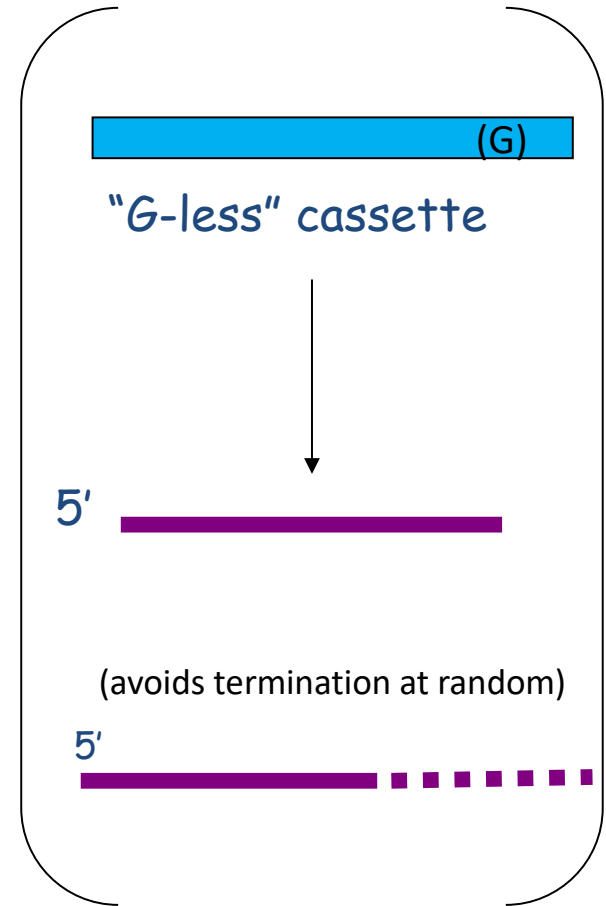 (G)
“G-less” cassette
5’
(avoids termination at random)
5’